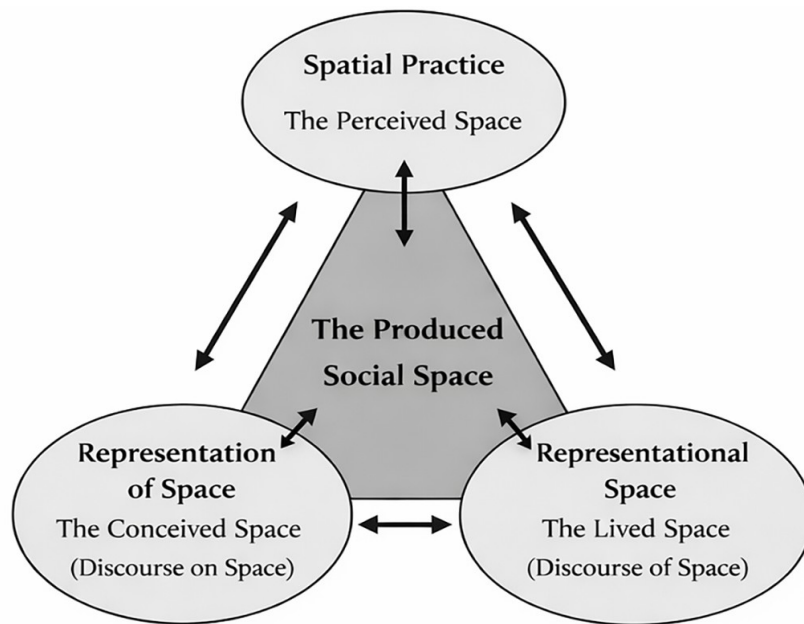 Spatial Practice
The Perceived Space
The Produced
Social Space
Representation
of Space
The Conceived Space
(Discourse on Space)
Representational
Space
The Lived Space
(Discourse of Space)